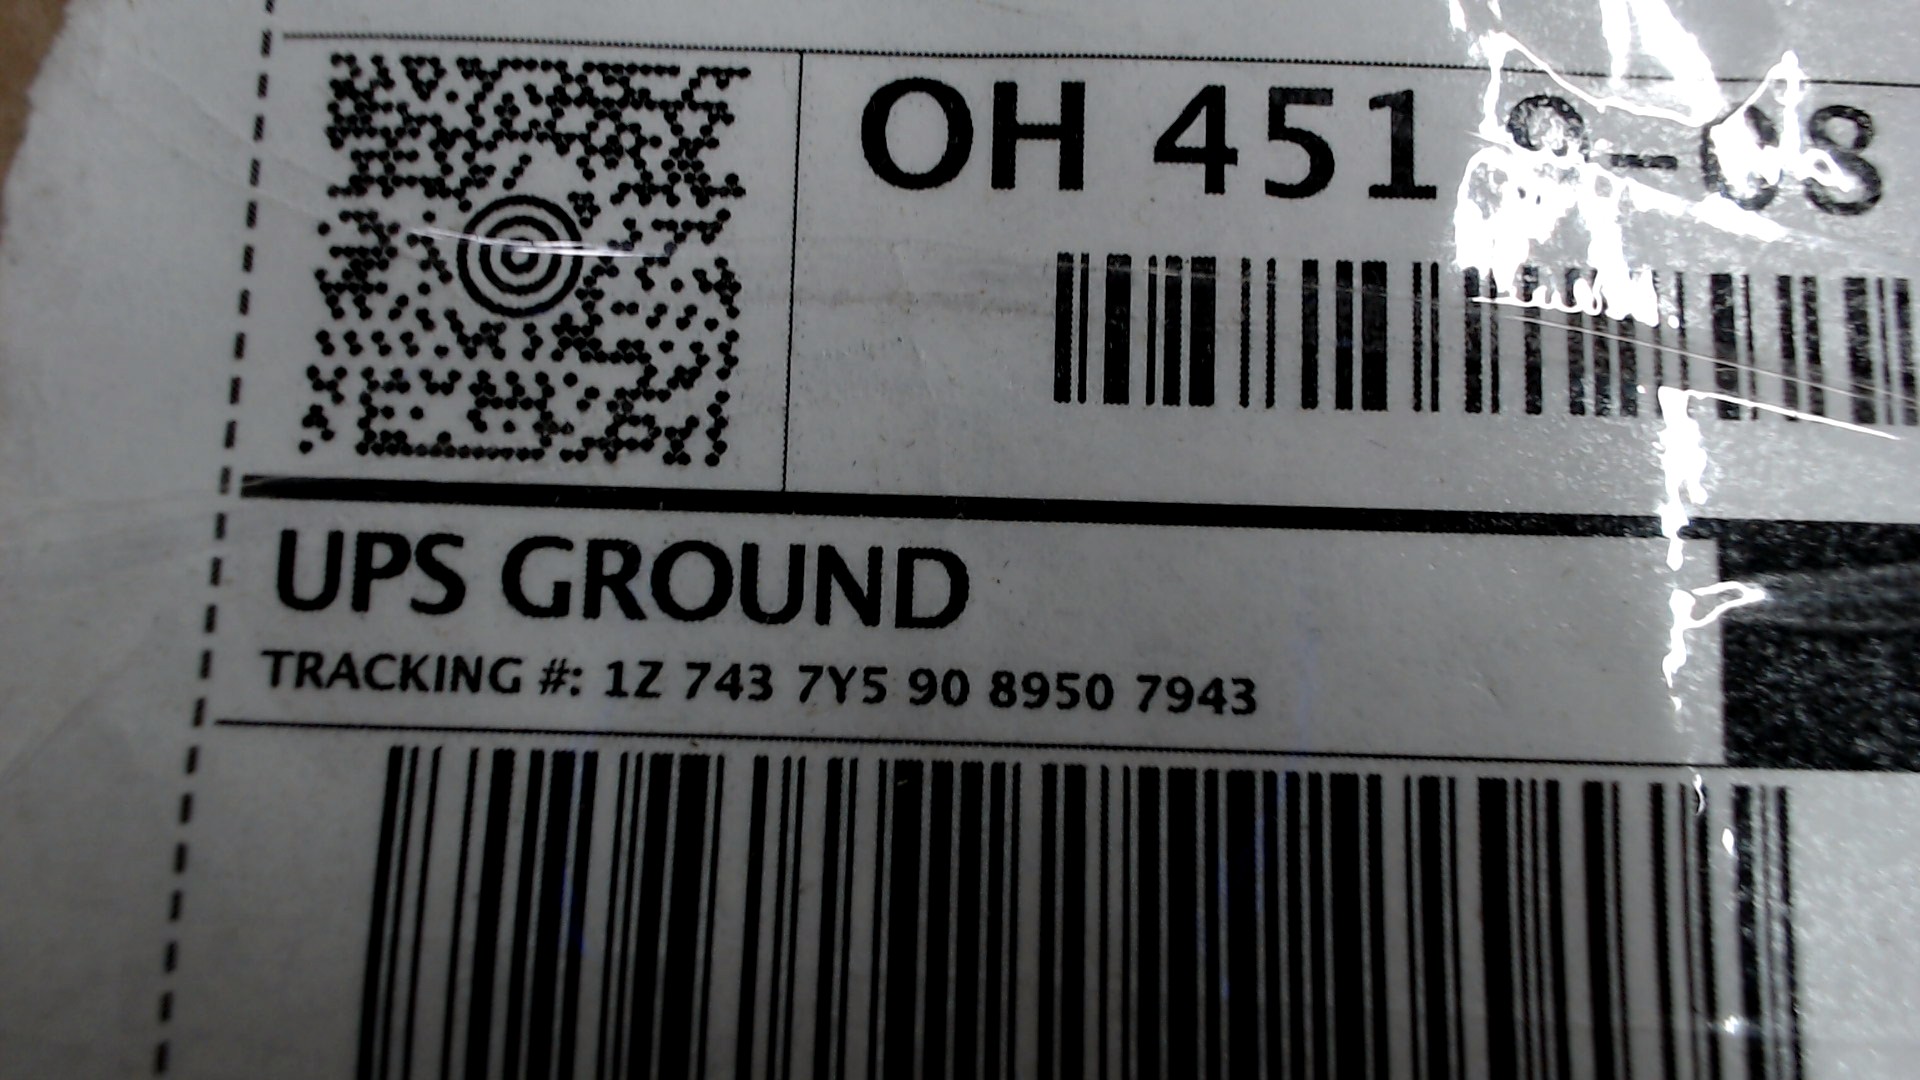 OH 451
UPS GROUND
TRACKING #: 1Z 743 7Y5 90 8950 7943